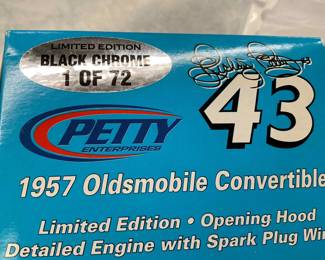 LIMITED EDITION
BLACK CHROME
1 OF 72
43
PETTY
ENTERPRISES
1957 Oldsmobile Convertible
Limited Edition • Opening Hood
Detailed Engine with Spark Plug Wir